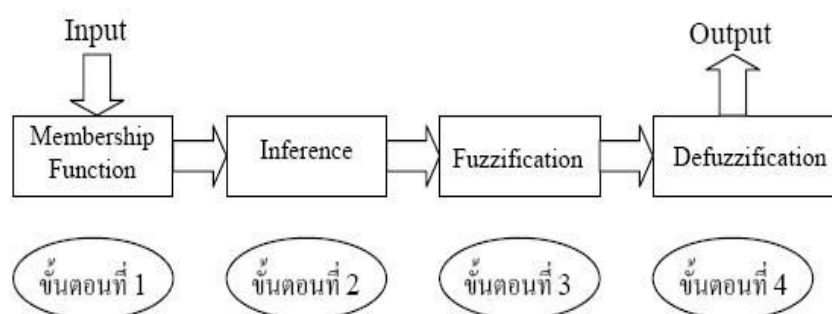 Input
Output
Membership
Function
Inference
Fuzzification
Defuzzification
ขั้นตอนที่ 1
ขั้นตอนที่ 2
ขั้นตอนที่ 3
ขั้นตอนที่ 4